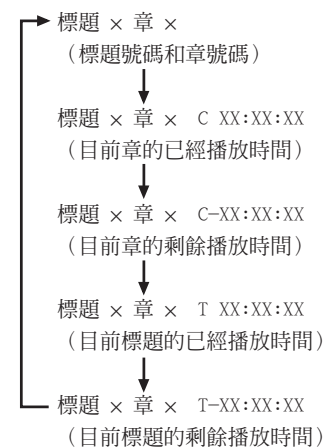 標題 × 章 ×
（標題號碼和章號碼）
標題 × 章 × C XX:XX:XX
（目前章的已經播放時間）
標題 × 章 × C–XX:XX:XX
（目前章的剩餘播放時間）
標題 × 章 × T XX:XX:XX
（目前標題的已經播放時間）
標題 × 章 × T–XX:XX:XX
（目前標題的剩餘播放時間）